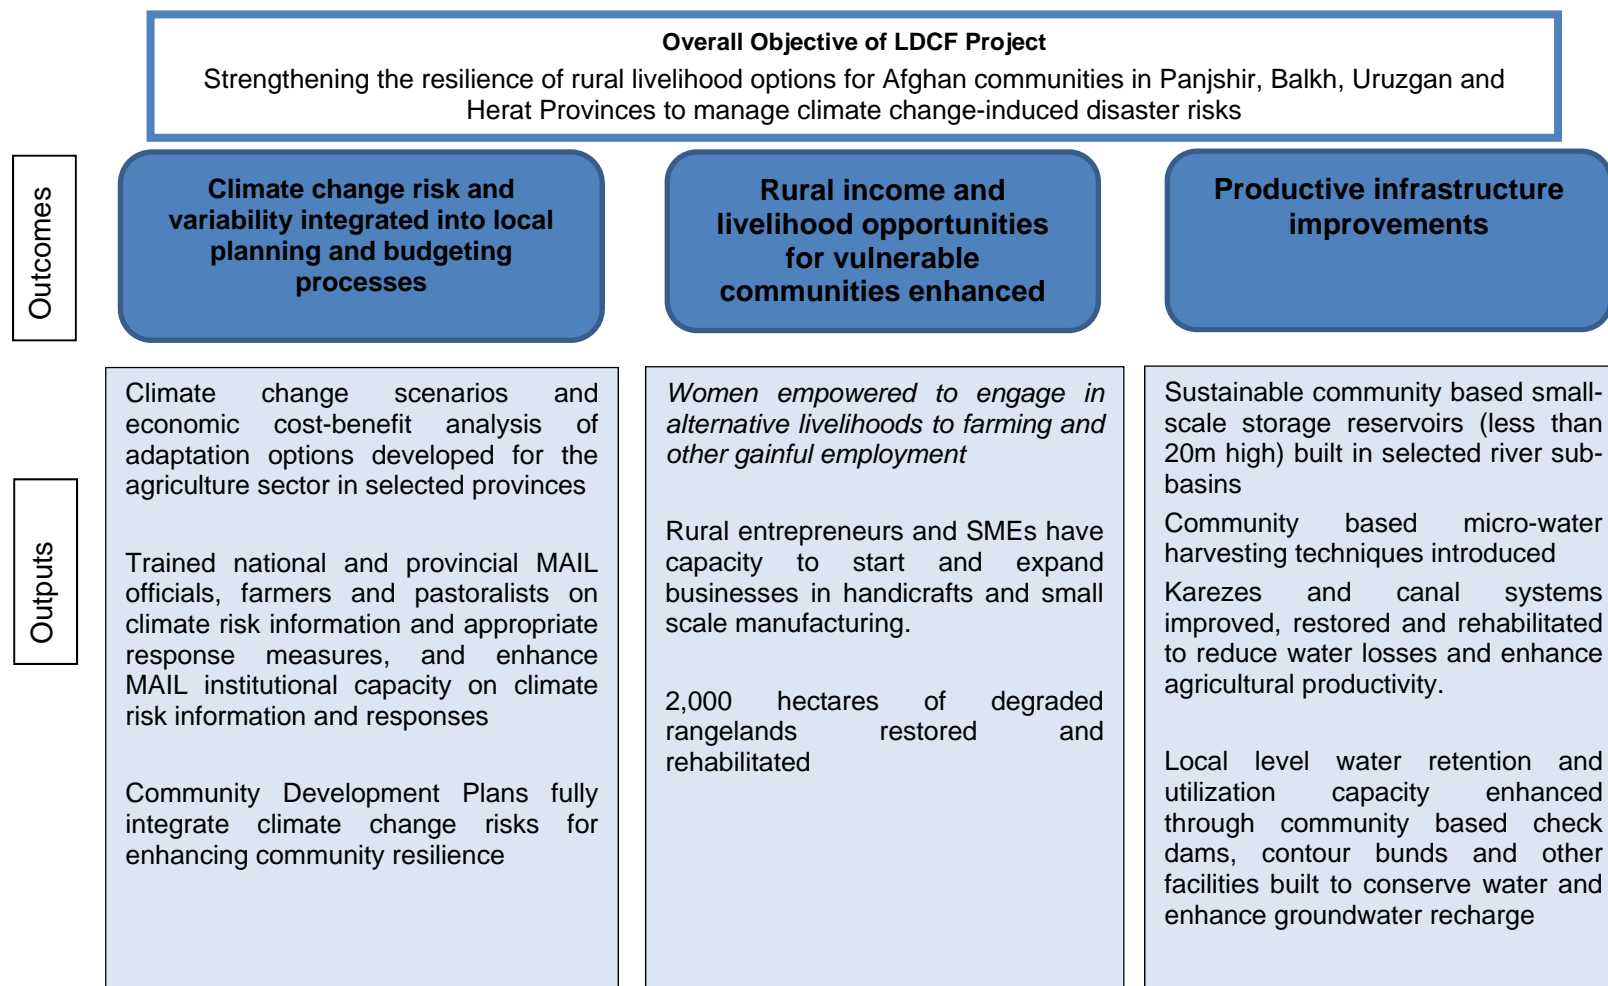 Overall Objective of LDCF Project
Strengthening the resilience of rural livelihood options for Afghan communities in Panjshir, Balkh, Uruzgan and
Herat Provinces to manage climate change-induced disaster risks
Outcomes
Climate change risk and
variability integrated into local
planning and budgeting
processes
Rural income and
livelihood opportunities
for vulnerable
communities enhanced
Productive infrastructure
improvements
Outputs
Climate change scenarios and
economic cost-benefit analysis of
adaptation options developed for the
agriculture sector in selected provinces
Trained national and provincial MAIL
officials, farmers and pastoralists on
climate risk information and appropriate
response measures, and enhance
MAIL institutional capacity on climate
risk information and responses
Community Development Plans fully
integrate climate change risks for
enhancing community resilience
Women empowered to engage in
alternative livelihoods to farming and
other gainful employment
Rural entrepreneurs and SMEs have
capacity to start and expand
businesses in handicrafts and small
scale manufacturing.
2,000 hectares of degraded
rangelands restored and
rehabilitated
Sustainable community based small-
scale storage reservoirs (less than
20m high) built in selected river sub-
basins
Community based micro-water
harvesting techniques introduced
Karezes and canal systems
improved, restored and rehabilitated
to reduce water losses and enhance
agricultural productivity.
Local level water retention and
utilization capacity enhanced
through community based check
dams, contour bunds and other
facilities built to conserve water and
enhance groundwater recharge